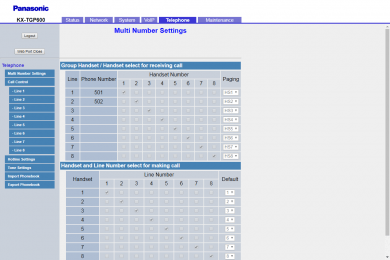 Panasonic
KX-TGP600
Status Network System VoIP Telephone Maintenance
Logout
Web Port Close
Multi Number Settings
Telephone
Multi Number Settings
Call Control
- Line 1
- Line 2
- Line 3
- Line 4
- Line 5
- Line 6
- Line 7
- Line 8
Hotline Settings
Tone Settings
Import Phonebook
Export Phonebook
Group Handset / Handset select for receiving call
Line Phone Number Handset Number Paging
1 2 3 4 5 6 7 8
1 501 HS1
2 502 HS2
3 HS3
4 HS4
5 HS5
6 HS6
7 HS7
8 HS8
Handset and Line Number select for making call
Handset Line Number Default
1 2 3 4 5 6 7 8
1 1
2 2
3 3
4 4
5 5
6 6
7 7
8 8